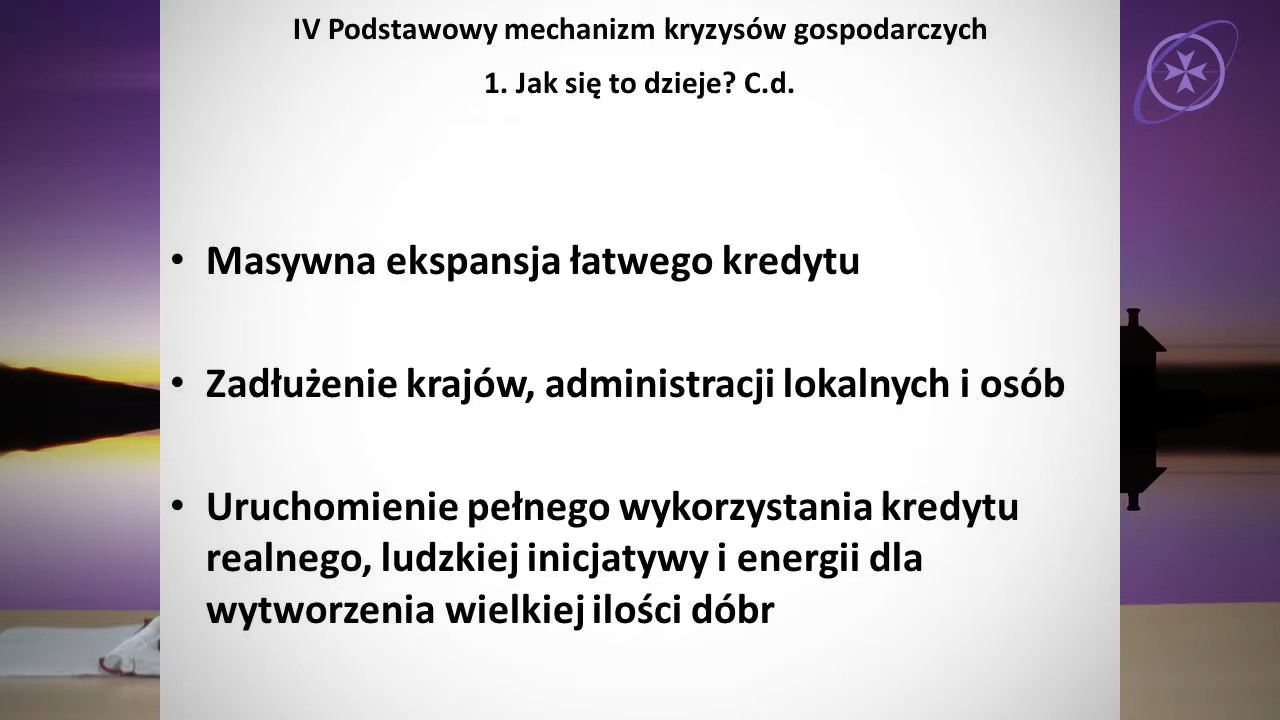 IV Podstawowy mechanizm kryzysów gospodarczych
1. Jak się to dzieje? C.d.
• Masywna ekspansja łatwego kredytu
• Zadłużenie krajów, administracji lokalnych i osób
• Uruchomienie pełnego wykorzystania kredytu
realnego, ludzkiej inicjatywy i energii dla
wytworzenia wielkiej ilości dóbr